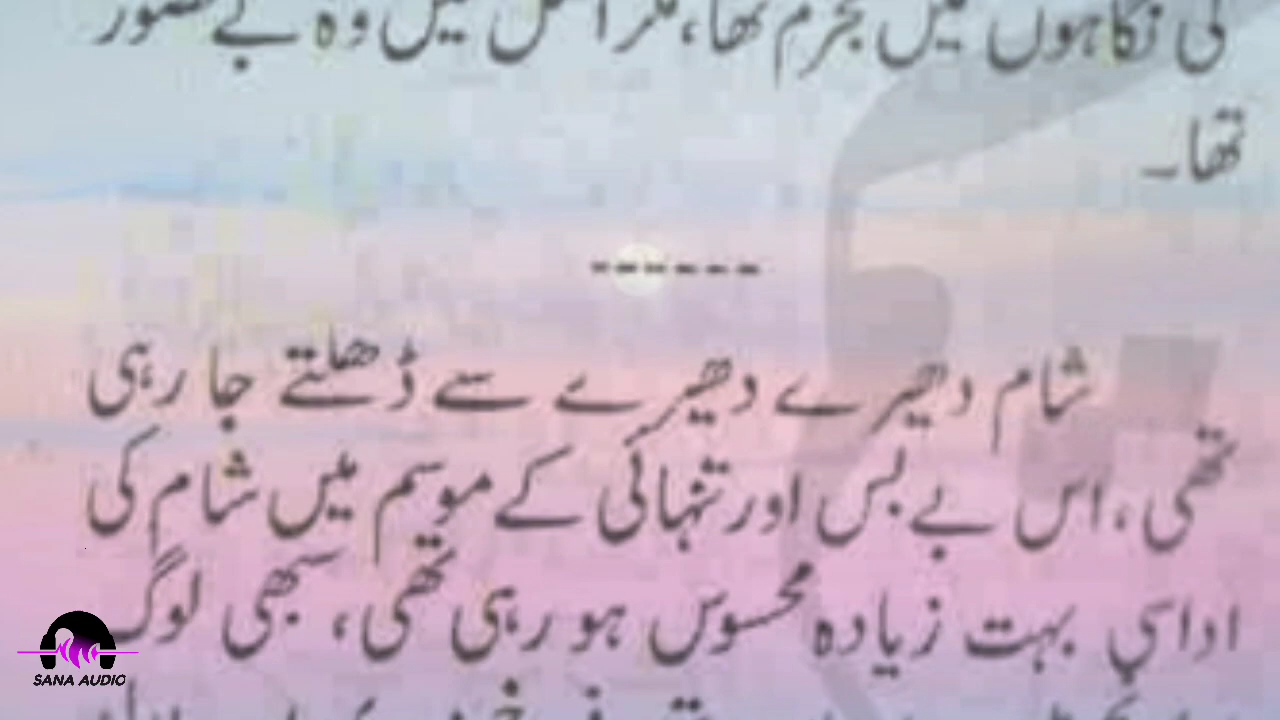 کی نگاہوں میں مجرم تھا، مگر اصل میں وہ بے قصور
تھا۔
------
شام دھیرے دھیرے سے ڈھلتے جا رہی
تھی، اس بے بس اور تنہائی کے موسم میں شام کی
اداسی بہت زیادہ محسوس ہو رہی تھی، سبھی لوگ
SANA AUDIO